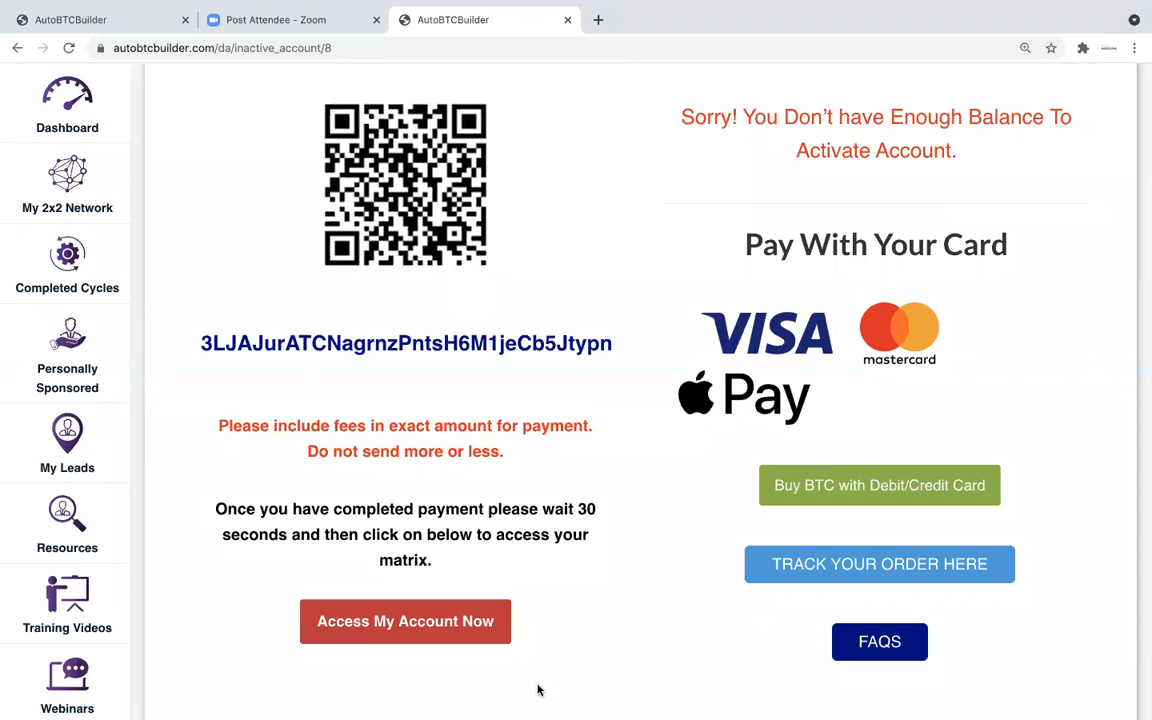 AutoBTCBuilder
Post Attendee - Zoom
AutoBTCBuilder
autobtcbuilder.com/da/inactive_account/8
Dashboard
My 2x2 Network
Completed Cycles
Personally
Sponsored
My Leads
Resources
Training Videos
Webinars
3LJAJurATCNagrnzPntsH6M1jeCb5Jtypn
Please include fees in exact amount for payment.
Do not send more or less.
Once you have completed payment please wait 30
seconds and then click on below to access your
matrix.
Access My Account Now
Sorry! You Don't have Enough Balance To
Activate Account.
Pay With Your Card
VISA
mastercard
Pay
Buy BTC with Debit/Credit Card
TRACK YOUR ORDER HERE
FAQS